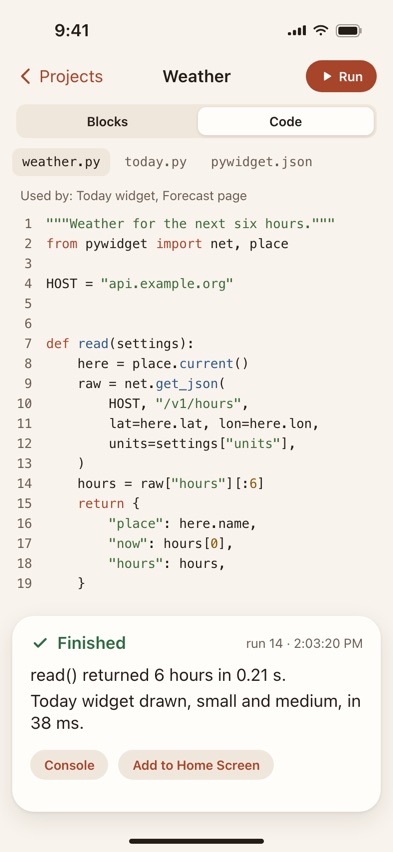 9:41
Projects
Weather
Run
Blocks
Code
weather.py
today.py
pywidget.json
Used by: Today widget, Forecast page
1 """Weather for the next six hours."""
2 from pywidget import net, place
3
4 HOST = "api.example.org"
5
6
7 def read(settings):
8     here = place.current()
9     raw = net.get_json(
10         HOST, "/v1/hours",
11         lat=here.lat, lon=here.lon,
12         units=settings["units"],
13     )
14     hours = raw["hours"][:6]
15     return {
16         "place": here.name,
17         "now": hours[0],
18         "hours": hours,
19     }
Finished
run 14 · 2:03:20 PM
read() returned 6 hours in 0.21 s.
Today widget drawn, small and medium, in
38 ms.
Console
Add to Home Screen